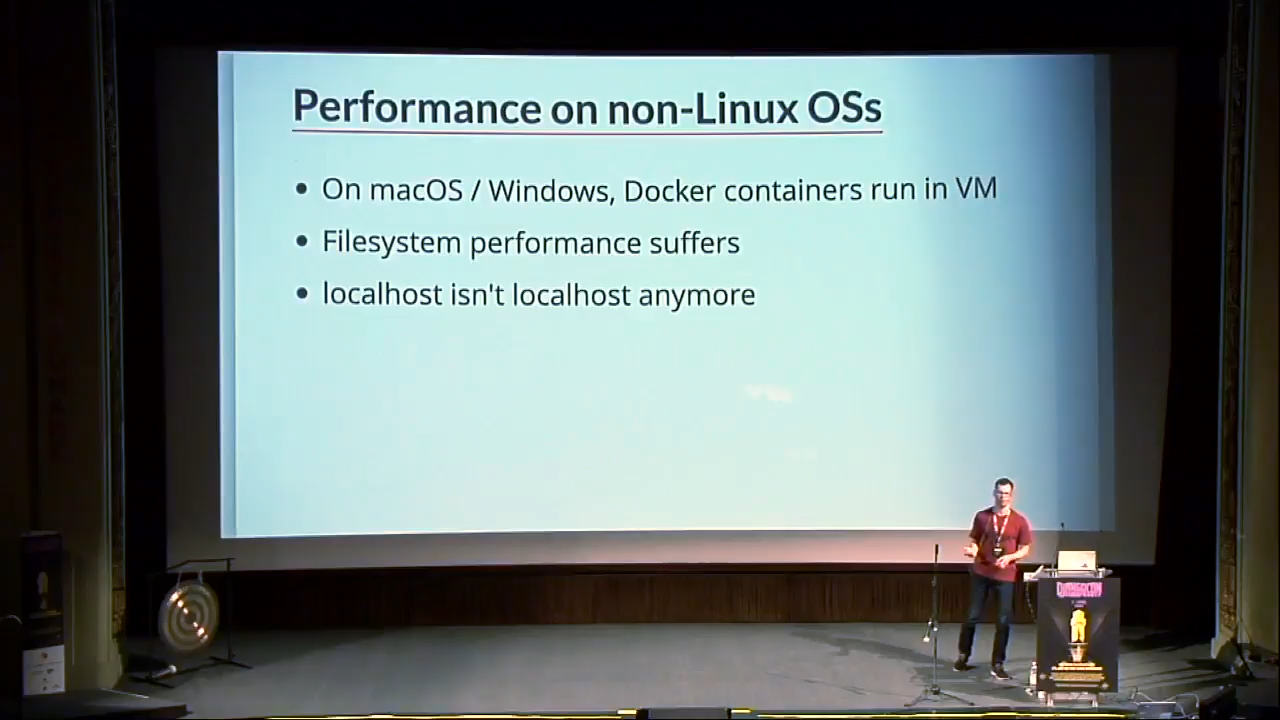 Performance on non-Linux OSs
On macOS / Windows, Docker containers run in VM
Filesystem performance suffers
localhost isn't localhost anymore